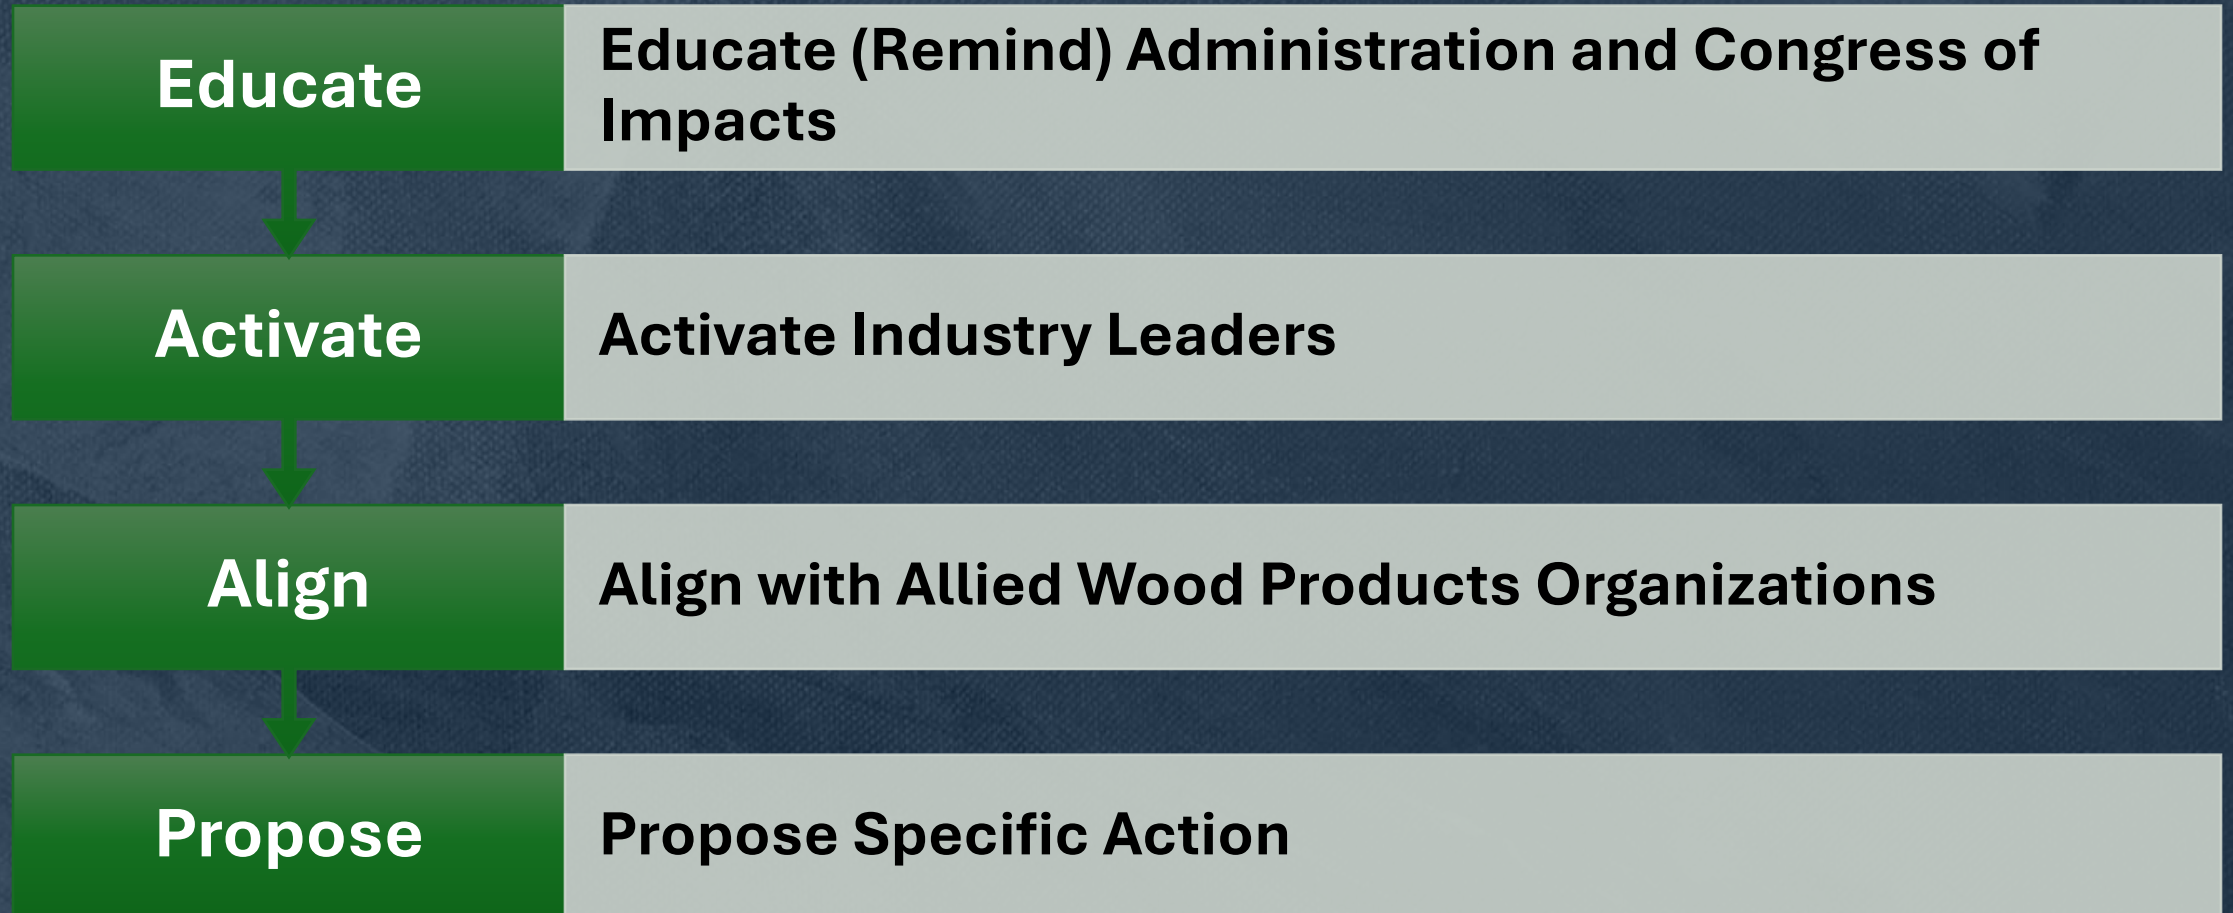 Educate
Educate (Remind) Administration and Congress of
Impacts
Activate
Activate Industry Leaders
Align
Align with Allied Wood Products Organizations
Propose
Propose Specific Action